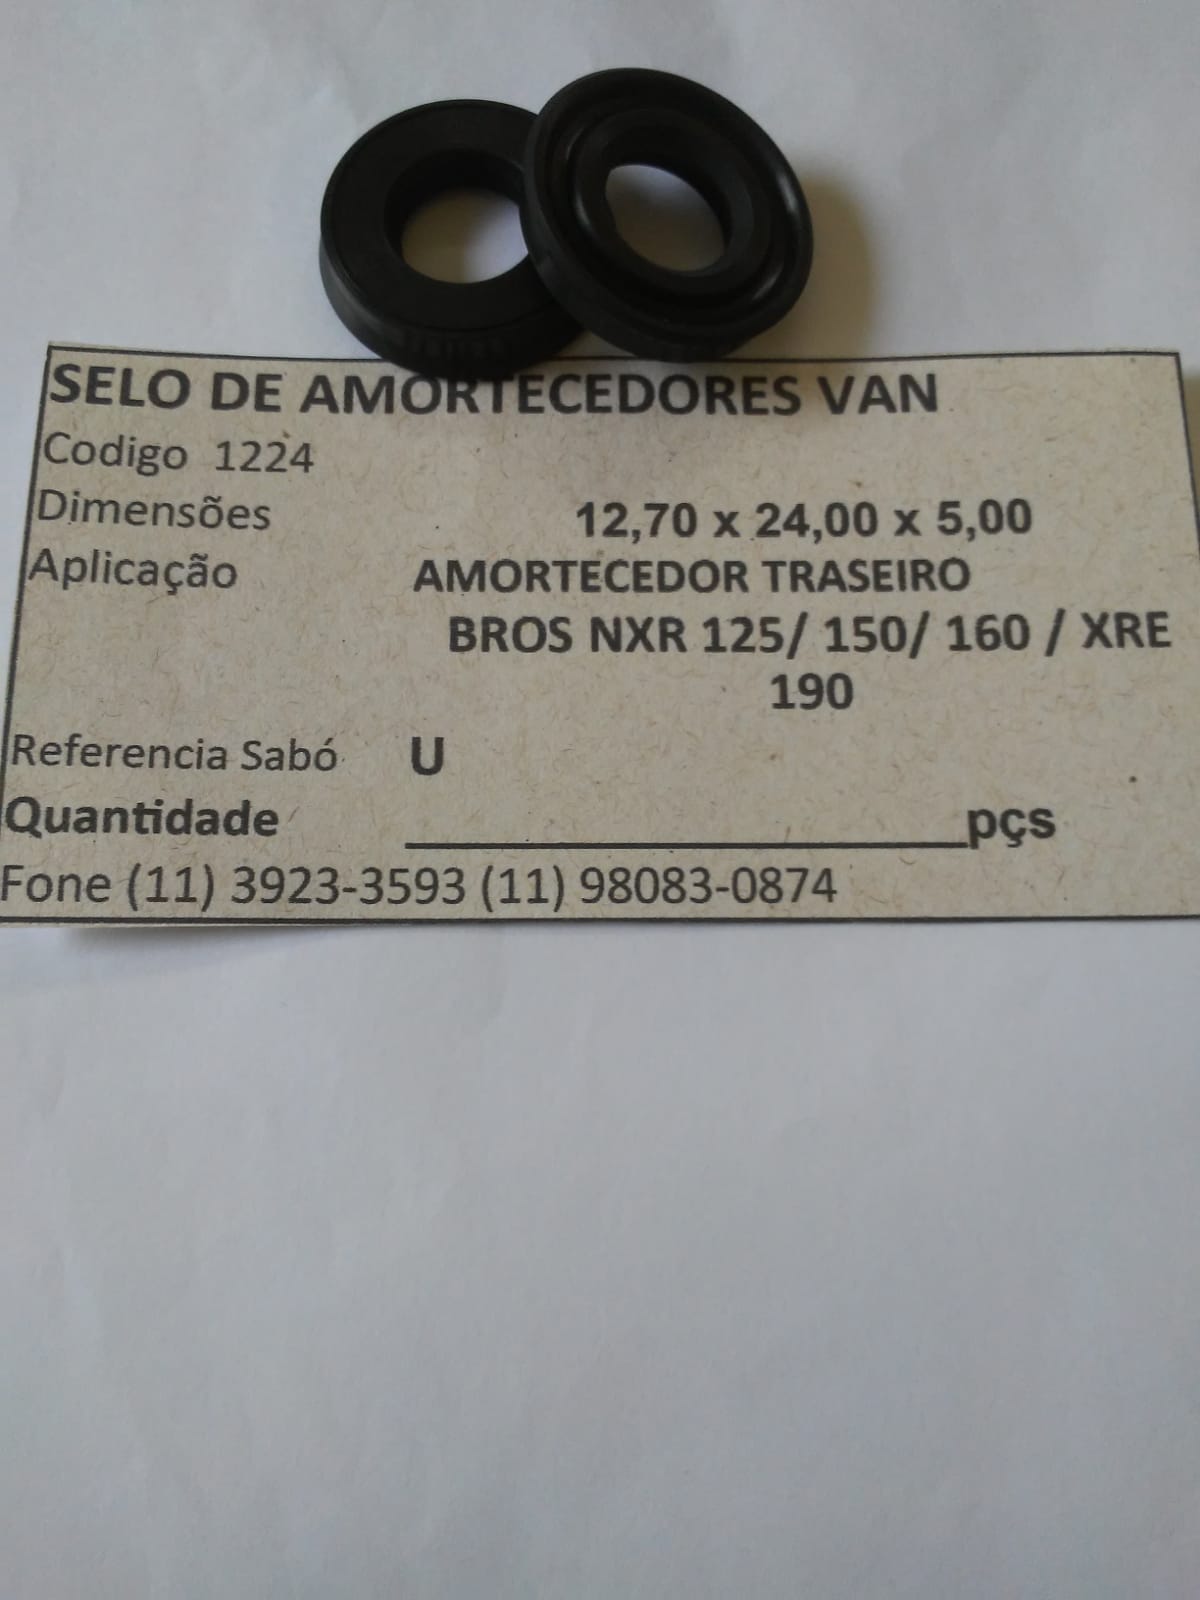 SELO DE AMORTECEDORES VAN
Codigo 1224
Dimensões 12,70 x 24,00 x 5,00
Aplicação AMORTECEDOR TRASEIRO
BROS NXR 125/ 150/ 160 / XRE
190
Referencia Sabó U
Quantidade ____________________pçs
Fone (11) 3923-3593 (11) 98083-0874